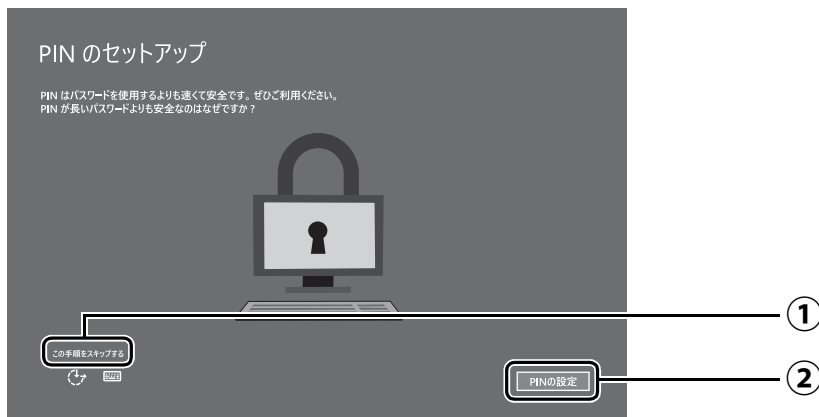 PIN のセットアップ
PIN はパスワードを使用するよりも速くて安全です。ぜひご利用ください。
PIN が長いパスワードよりも安全なのはなぜですか?
①
この手順をスキップする
PINの設定
②